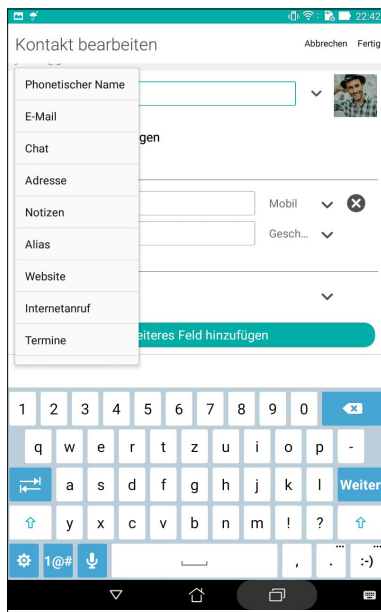 22:42
Kontakt bearbeiten
Abbrechen Fertig
Phonetischer Name
E-Mail
gen
Chat
Adresse
Notizen
Mobil
Alias
Gesch...
Website
Internetanruf
Termine
eiteres Feld hinzufügen
1 2 3 4 5 6 7 8 9 0
q w e r t z u i o p -
a s d f g h j k l Weiter
y x c v b n m ! ?
1@# , . :-)